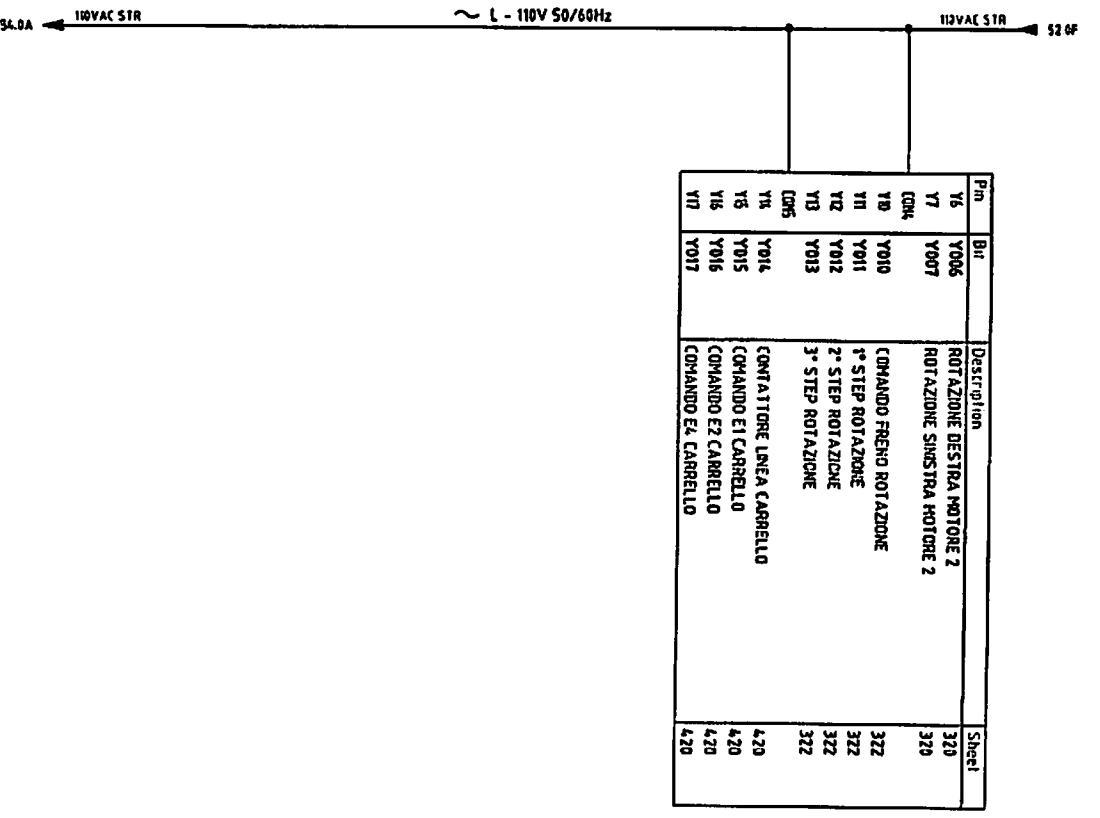 54.0A 110VAC STR ~ L - 110V 50/60Hz 110VAC STR 52.0F
Pin Bit Description Sheet
Y6 Y006 ROTAZIONE DESTRA MOTORE 2 320
Y7 Y007 ROTAZIONE SINISTRA MOTORE 2 320
COM4
Y10 Y010 COMANDO FRENO ROTAZIONE 322
Y11 Y011 1° STEP ROTAZIONE 322
Y12 Y012 2° STEP ROTAZIONE 322
Y13 Y013 3° STEP ROTAZIONE 322
COM5
Y14 Y014 CONTATTORE LINEA CARRELLO 420
Y15 Y015 COMANDO E1 CARRELLO 420
Y16 Y016 COMANDO E2 CARRELLO 420
Y17 Y017 COMANDO E4 CARRELLO 420